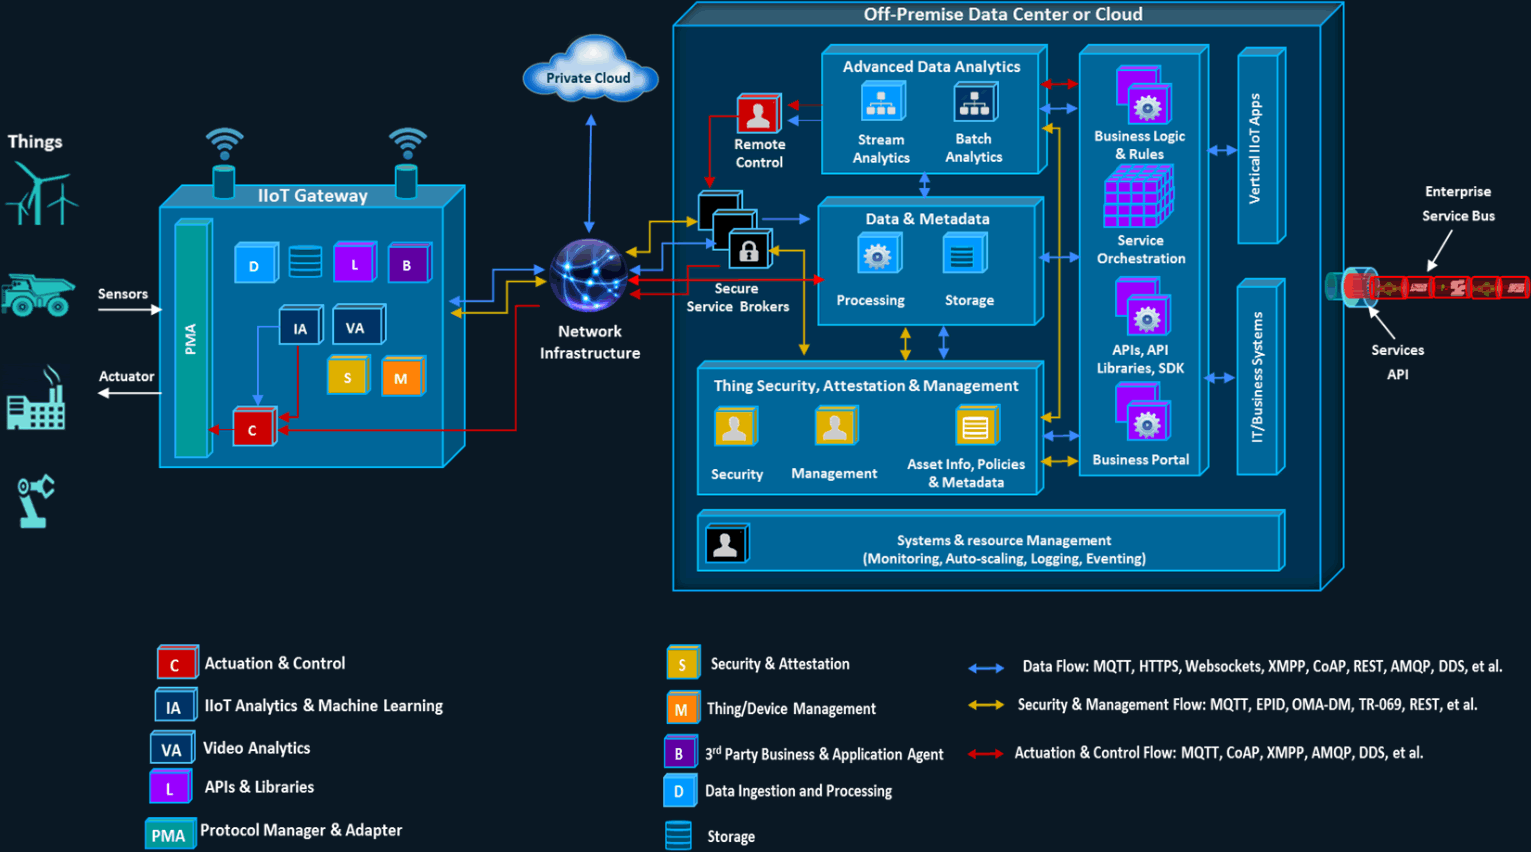 Off-Premise Data Center or Cloud
Private Cloud
Things
IIoT Gateway
Sensors
Actuator
PMA
D
L
B
IA
VA
S
M
C
Network
Infrastructure
Remote
Control
Secure
Service Brokers
Advanced Data Analytics
Stream
Analytics
Batch
Analytics
Data & Metadata
Processing
Storage
Thing Security, Attestation & Management
Security
Management
Asset Info, Policies
& Metadata
Business Logic
& Rules
Service
Orchestration
APIs, API
Libraries, SDK
Business Portal
Vertical IIoT Apps
IT/Business Systems
Systems & resource Management
(Monitoring, Auto-scaling, Logging, Eventing)
Enterprise
Service Bus
Services
API
C Actuation & Control
IA IIoT Analytics & Machine Learning
VA Video Analytics
L APIs & Libraries
PMA Protocol Manager & Adapter
S Security & Attestation
M Thing/Device Management
B 3rd Party Business & Application Agent
D Data Ingestion and Processing
Storage
Data Flow: MQTT, HTTPS, Websockets, XMPP, CoAP, REST, AMQP, DDS, et al.
Security & Management Flow: MQTT, EPID, OMA-DM, TR-069, REST, et al.
Actuation & Control Flow: MQTT, CoAP, XMPP, AMQP, DDS, et al.